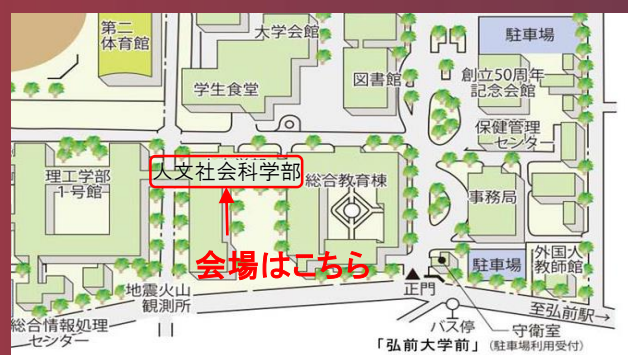 第二
体育館
大学会館
駐車場
学生食堂
図書館
創立50周年
記念会館
保健管理
センター
理工学部
1号館
人文社会科学部
総合教育棟
事務局
会場はこちら
地震火山
観測所
正門
駐車場
外国人
教師館
総合情報処理
センター
至弘前駅→
バス停
「弘前大学前」
守衛室
(駐車場利用受付)